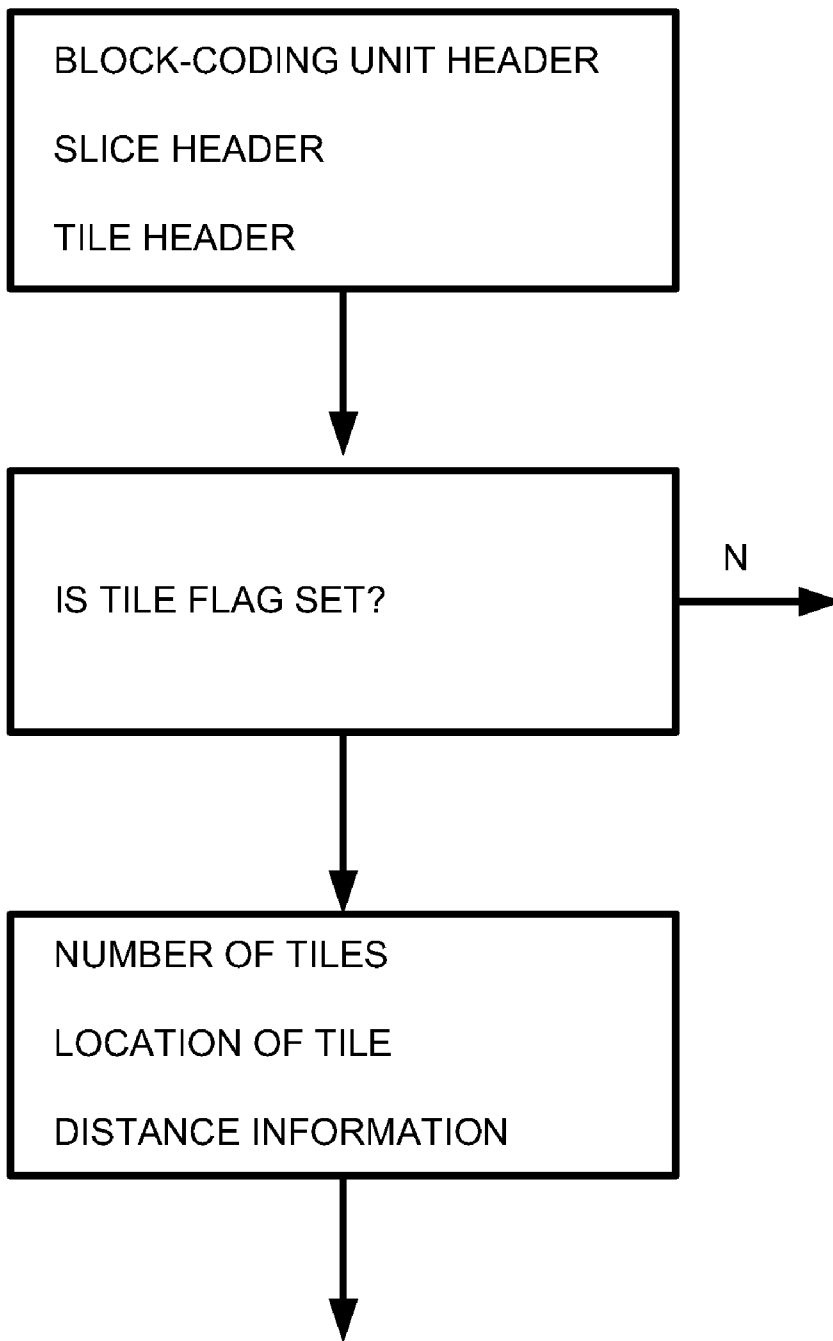 BLOCK-CODING UNIT HEADER
SLICE HEADER
TILE HEADER
IS TILE FLAG SET?
N
NUMBER OF TILES
LOCATION OF TILE
DISTANCE INFORMATION